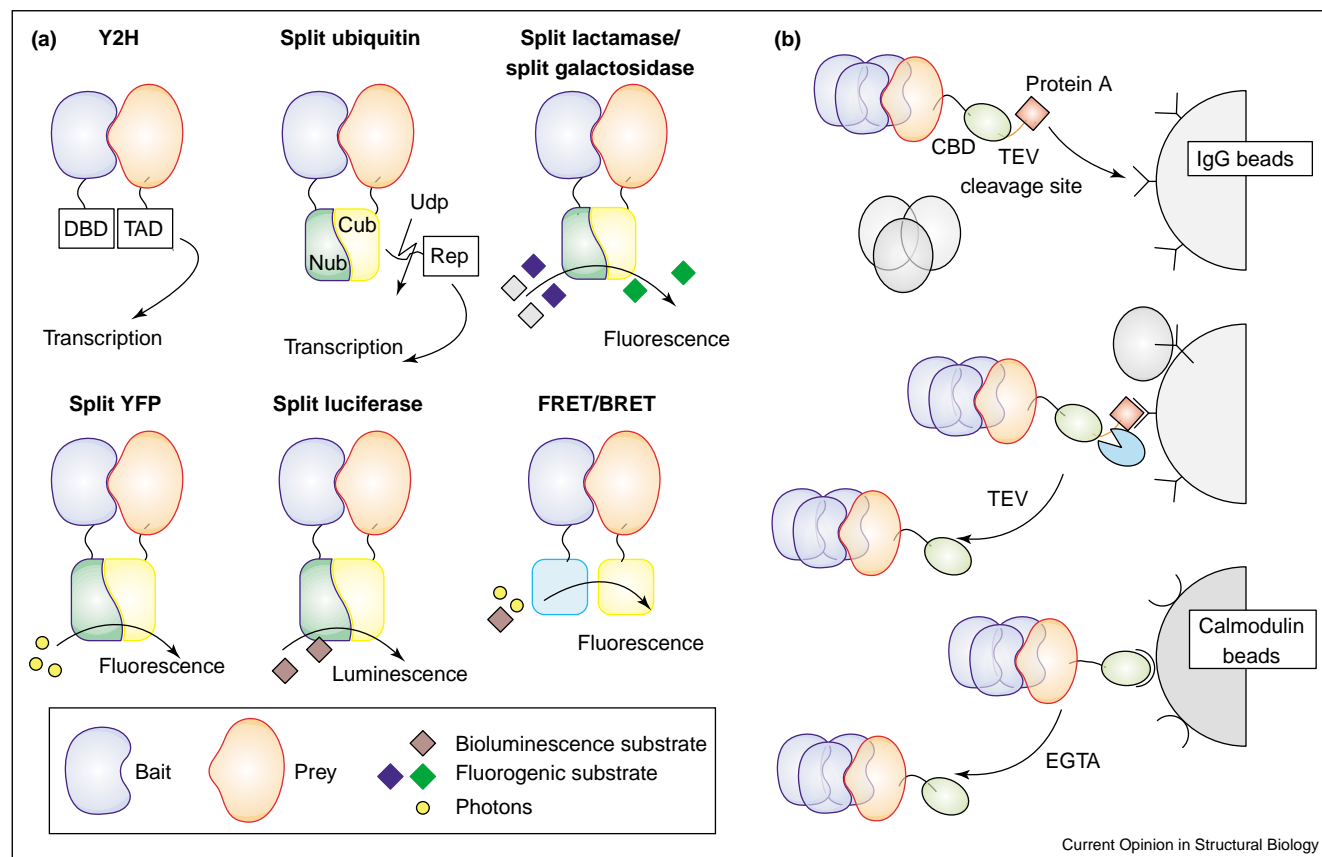 (a)
Y2H
DBD
TAD
Transcription
Split ubiquitin
Udp
Cub
Nub
Rep
Transcription
Split lactamase/
split galactosidase
Fluorescence
Split YFP
Fluorescence
Split luciferase
Luminescence
FRET/BRET
Fluorescence
Bait
Prey
Bioluminescence substrate
Fluorogenic substrate
Photons
(b)
Protein A
CBD
TEV
cleavage site
IgG beads
TEV
Calmodulin
beads
EGTA
Current Opinion in Structural Biology